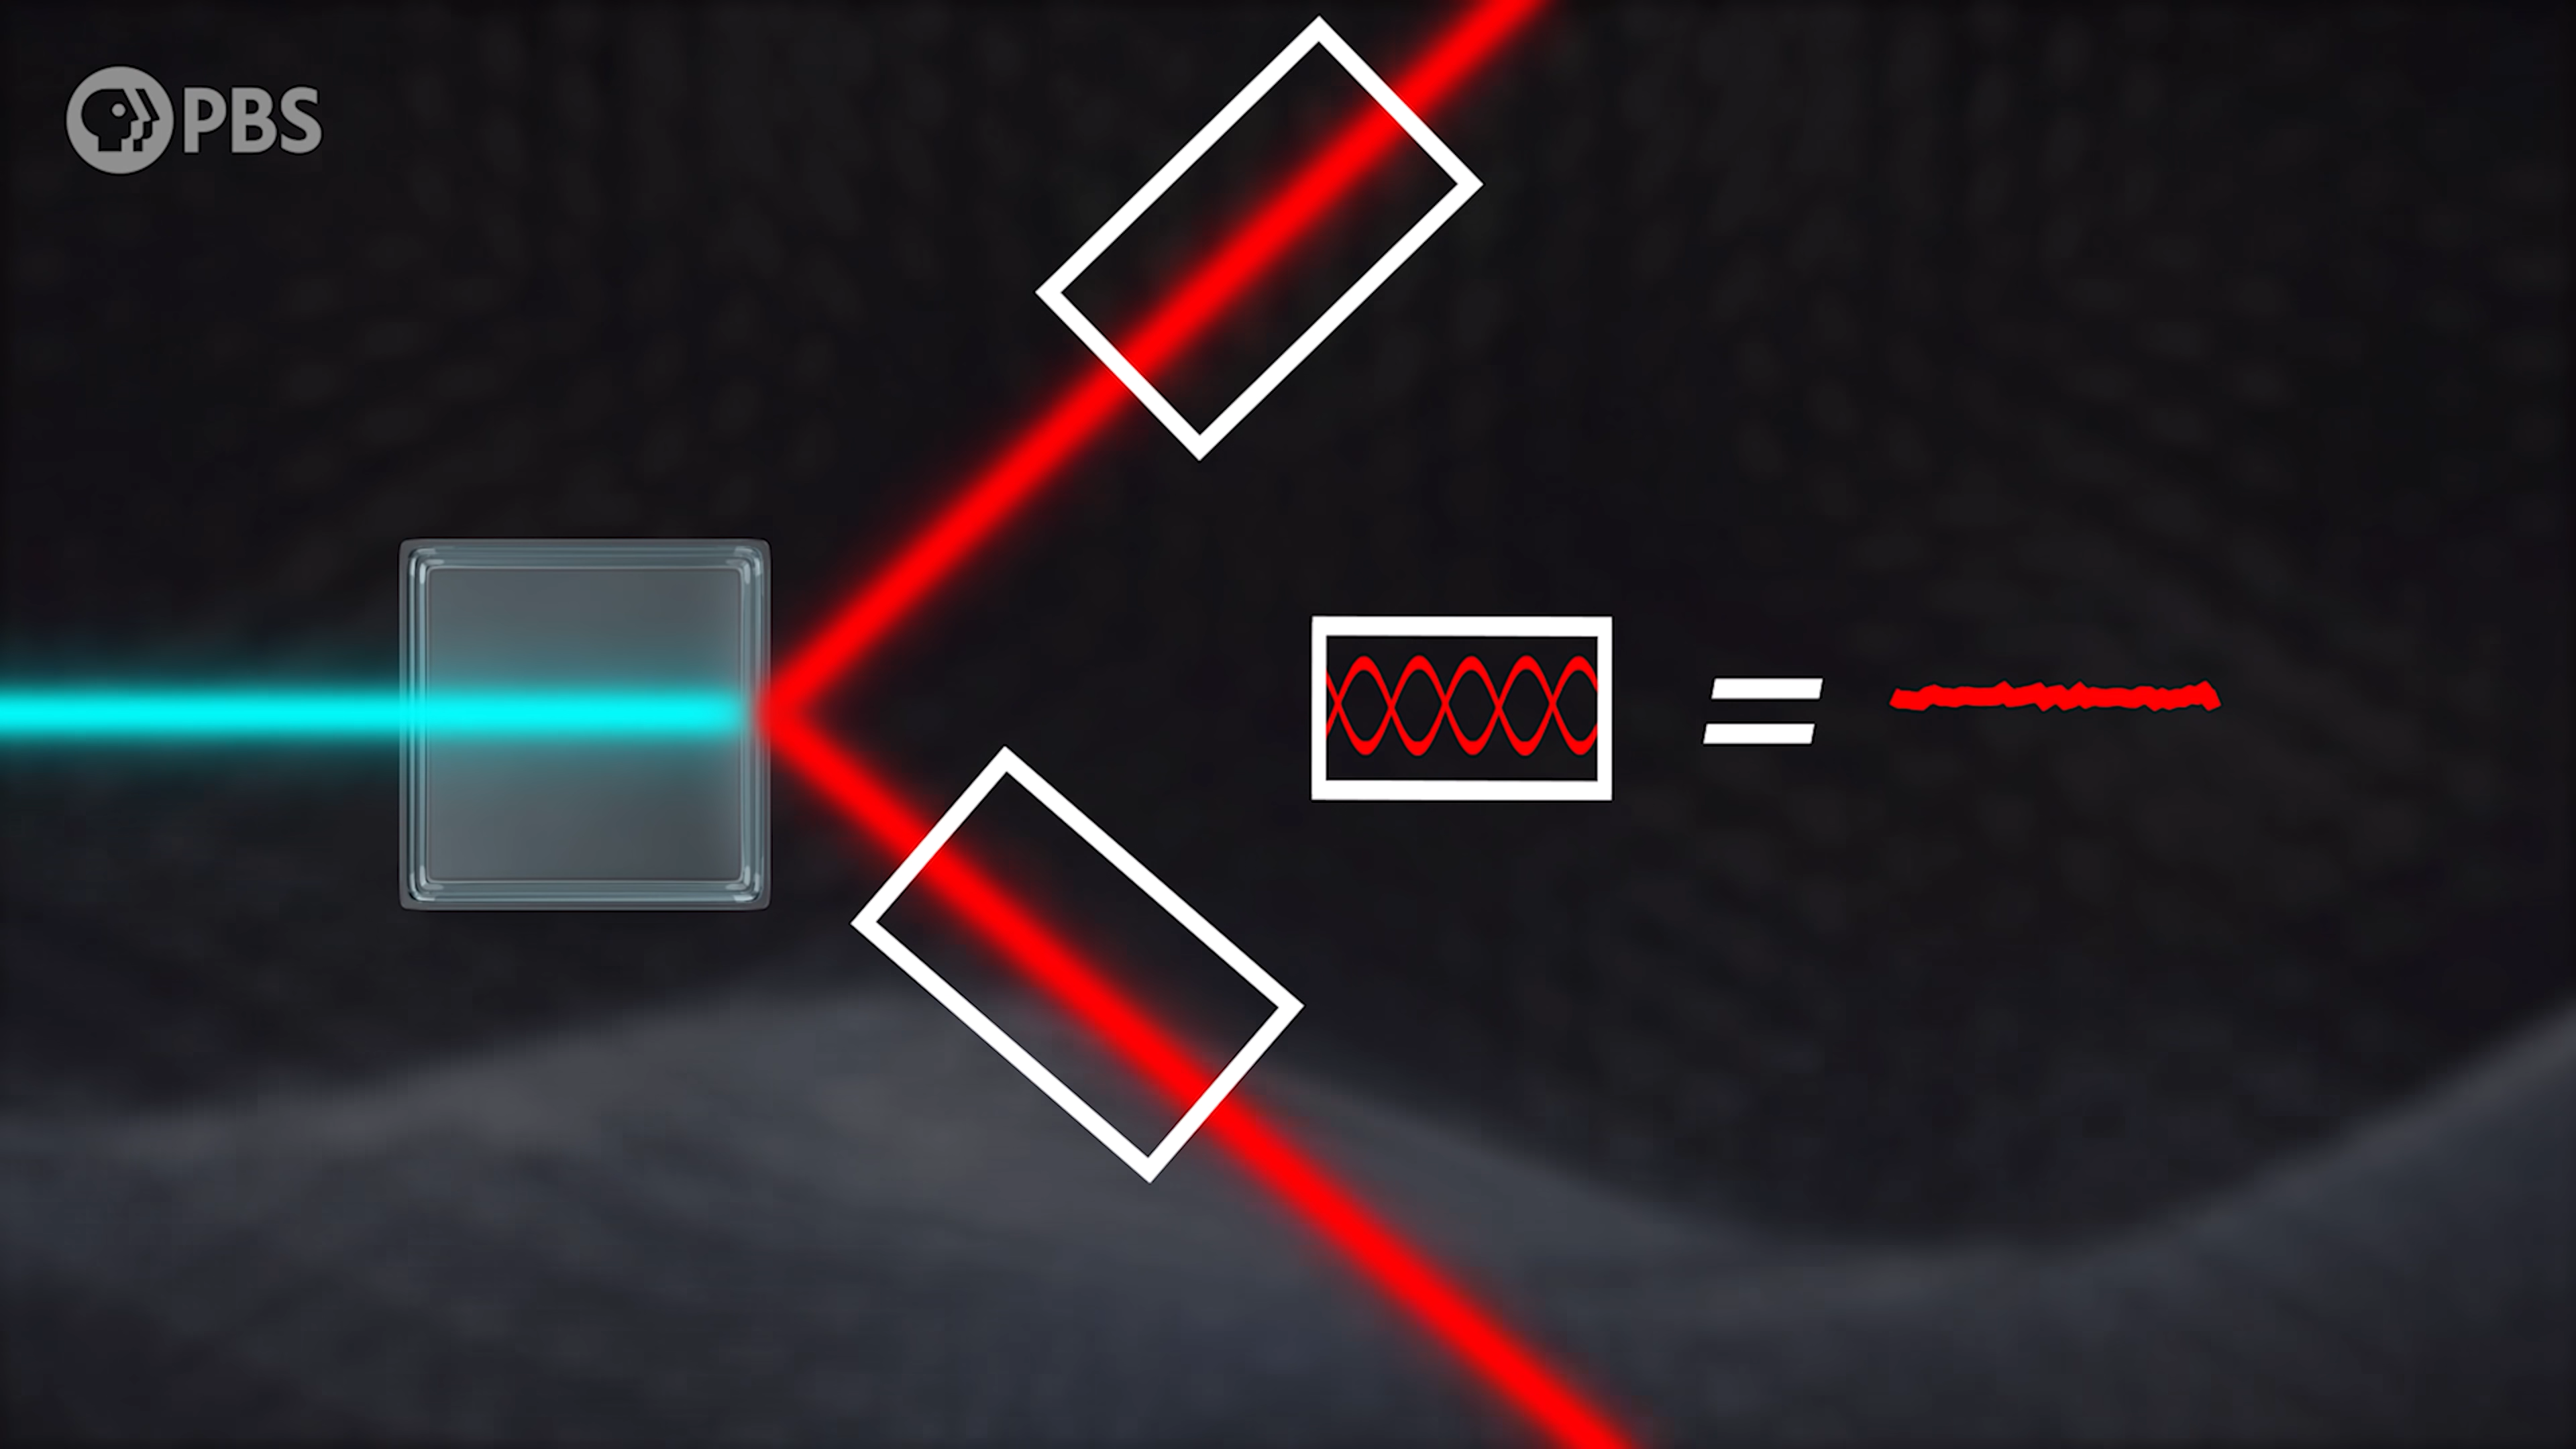 PBS
=